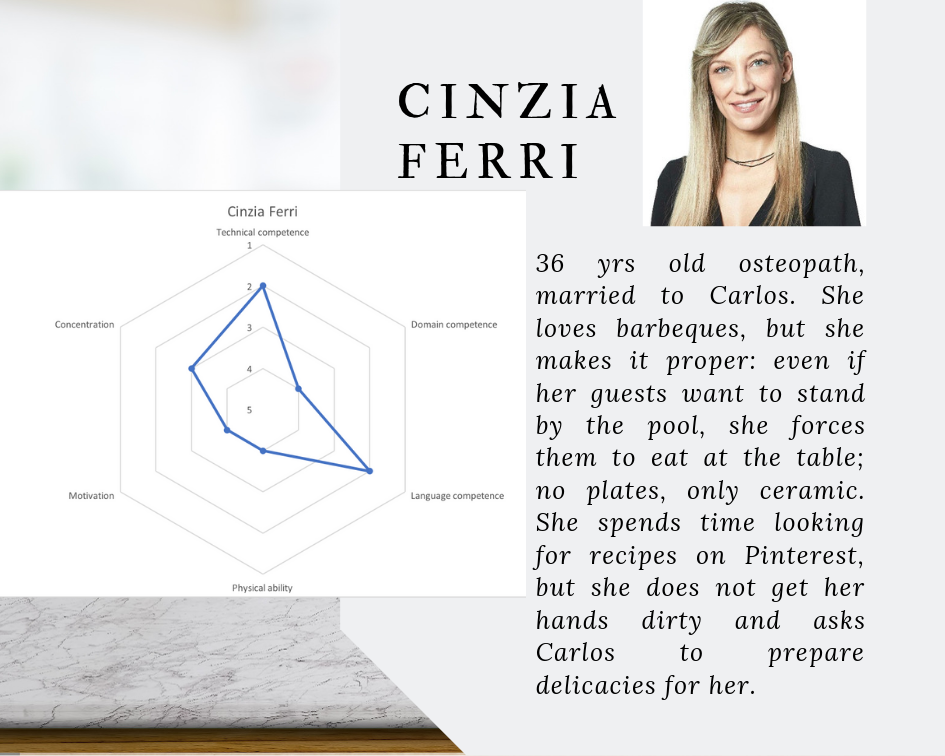 CINZIA
FERRI
Cinzia Ferri
Technical competence
1
2
3
4
5
Concentration
Domain competence
Motivation
Language competence
Physical ability
36 yrs old osteopath,
married to Carlos. She
loves barbeques, but she
makes it proper: even if
her guests want to stand
by the pool, she forces
them to eat at the table;
no plates, only ceramic.
She spends time looking
for recipes on Pinterest,
but she does not get her
hands dirty and asks
Carlos to prepare
delicacies for her.